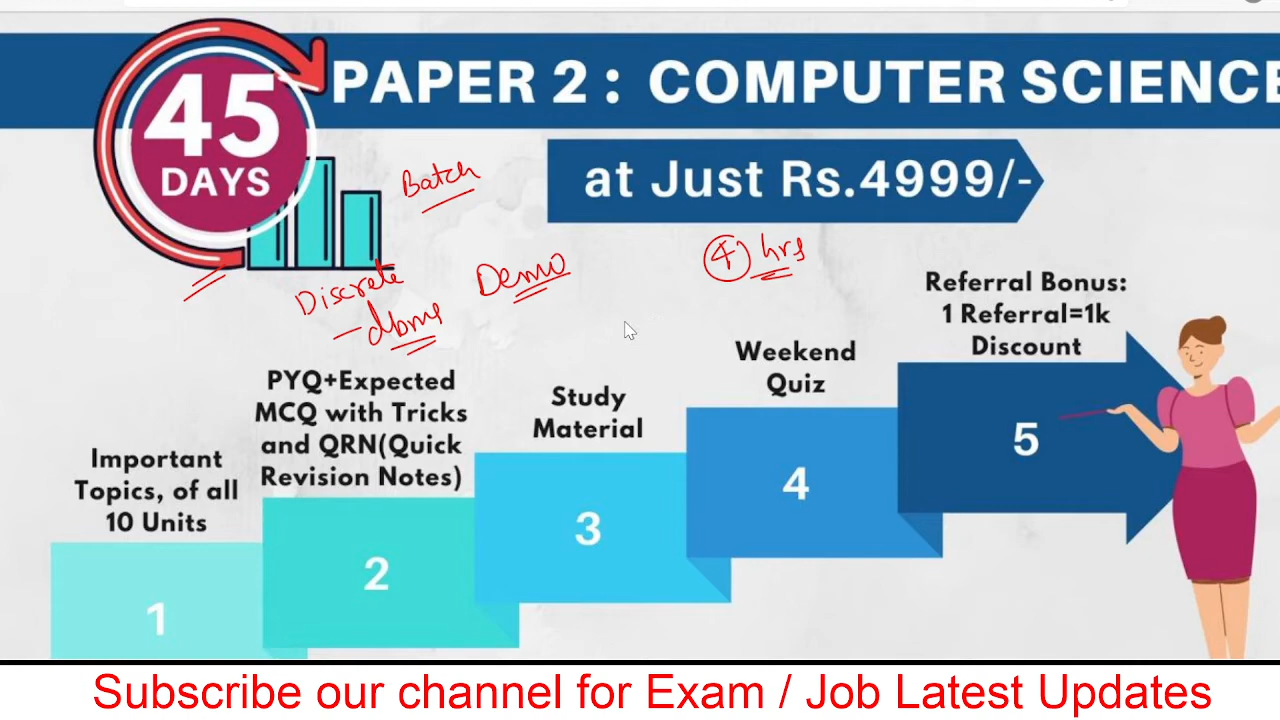 45
DAYS
PAPER 2 : COMPUTER SCIENCE
at Just Rs.4999/-
Batch
Discrete
- dbms
Demo
4 hrs
Important
Topics, of all
10 Units
1
PYQ+Expected
MCQ with Tricks
and QRN(Quick
Revision Notes)
2
Study
Material
3
Weekend
Quiz
4
Referral Bonus:
1 Referral=1k
Discount
5
Subscribe our channel for Exam / Job Latest Updates